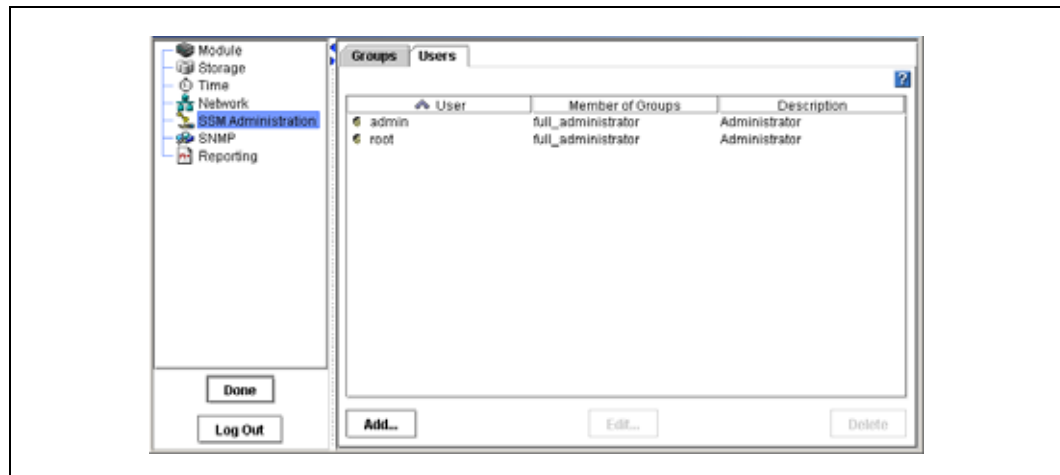 Module
Storage
Time
Network
SSM Administration
SNMP
Reporting
Done
Log Out
Groups Users
?
User Member of Groups Description
admin full_administrator Administrator
root full_administrator Administrator
Add... Edit... Delete